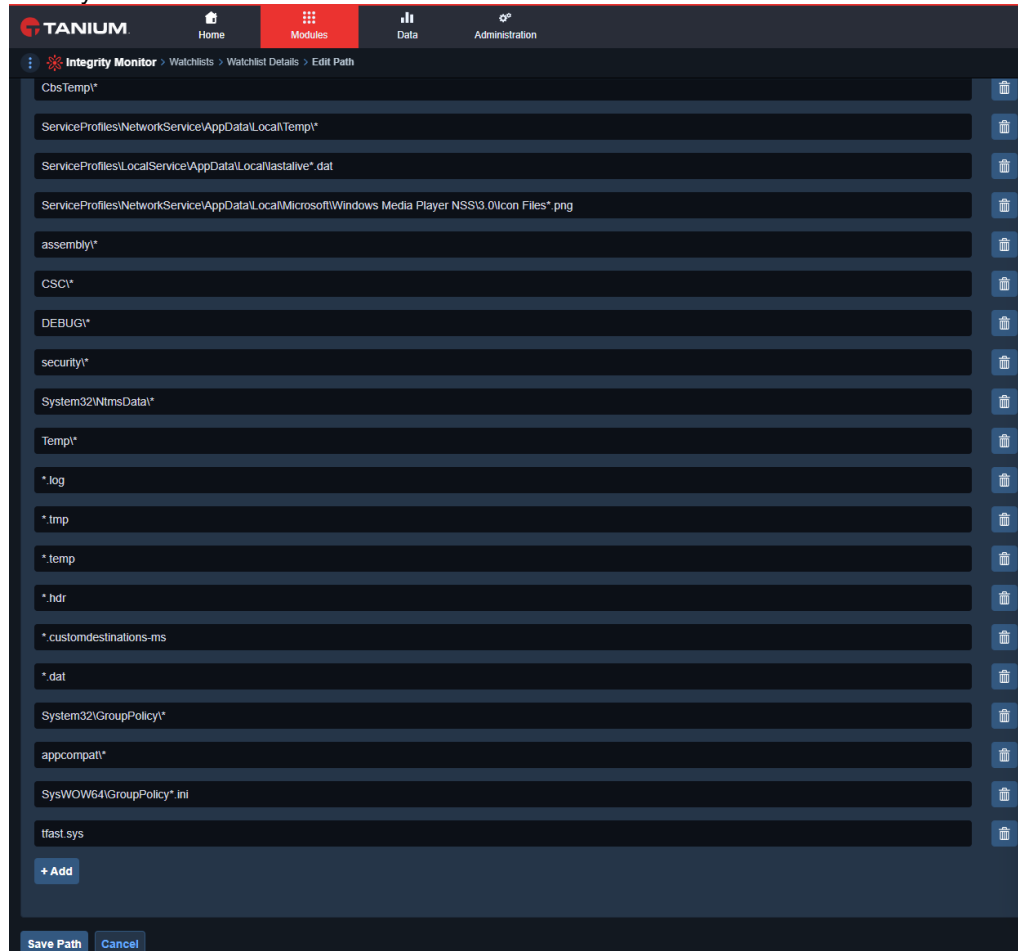 TANIUM
Home
Modules
Data
Administration
Integrity Monitor > Watchlists > Watchlist Details > Edit Path
CbsTemp\*
ServiceProfiles\NetworkService\AppData\Local\Temp\*
ServiceProfiles\LocalService\AppData\Local\lastalive*.dat
ServiceProfiles\NetworkService\AppData\Local\Microsoft\Windows Media Player NSS\3.0\Icon Files*.png
assembly\*
CSC\*
DEBUG\*
security\*
System32\NtmsData\*
Temp\*
*.log
*.tmp
*.temp
*.hdr
*.customdestinations-ms
*.dat
System32\GroupPolicy\*
appcompat\*
SysWOW64\GroupPolicy*.ini
tfast.sys
+ Add
Save Path
Cancel